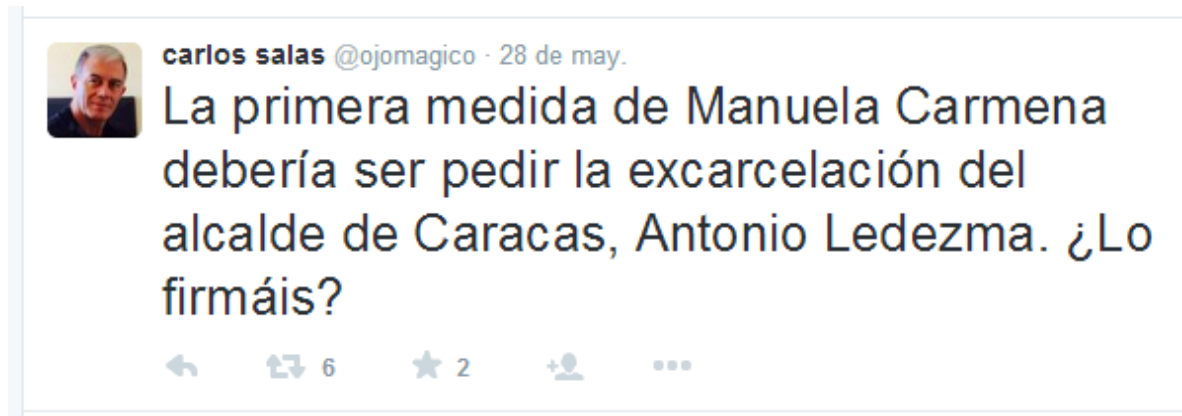 carlos salas @ojomagico · 28 de may.
La primera medida de Manuela Carmena
debería ser pedir la excarcelación del
alcalde de Caracas, Antonio Ledezma. ¿Lo
firmáis?
6 2